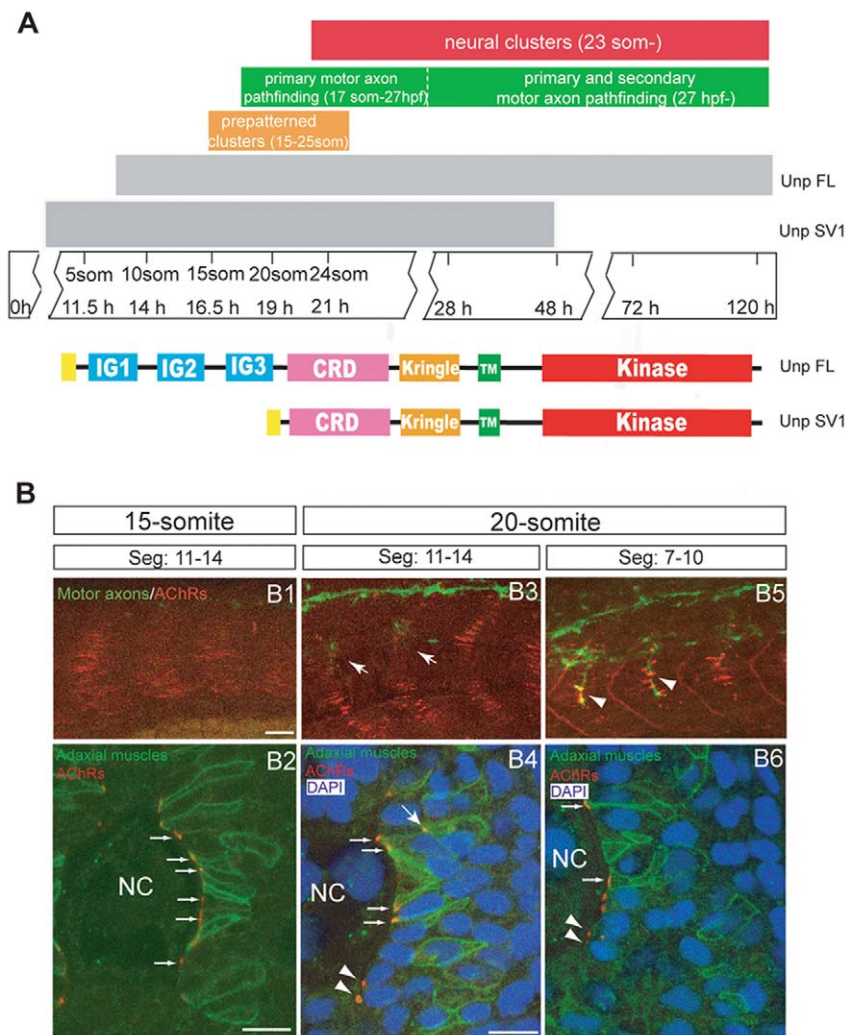 A
neural clusters (23 som-)
primary motor axon
pathfinding (17 som-27hpf)
primary and secondary
motor axon pathfinding (27 hpf-)
prepatterned
clusters (15-25som)
Unp FL
Unp SV1
5som 10som 15som 20som 24som
0h 11.5 h 14 h 16.5 h 19 h 21 h 28 h 48 h 72 h 120 h
IG1 IG2 IG3 CRD Kringle TM Kinase Unp FL
CRD Kringle TM Kinase Unp SV1
B
15-somite 20-somite
Seg: 11-14 Seg: 11-14 Seg: 7-10
Motor axons/AChRs B1 B3 B5
Adaxial muscles B2 Adaxial muscles B4 Adaxial muscles B6
AChRs AChRs AChRs
DAPI DAPI
NC NC NC